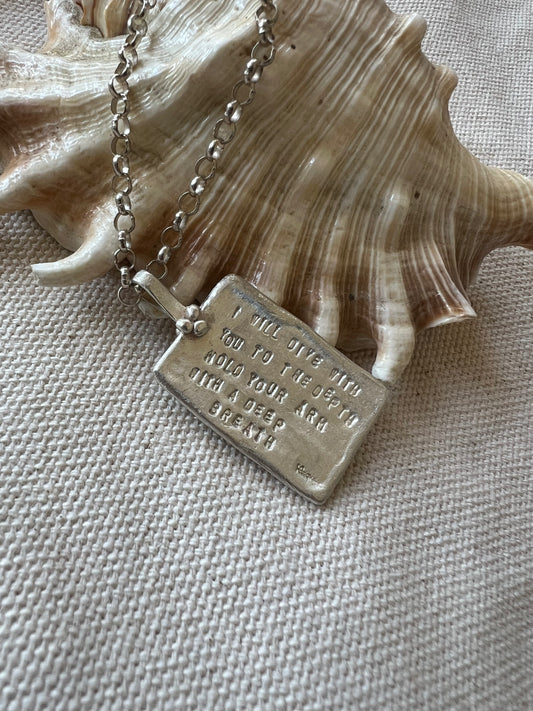 I WILL DIVE WITH
YOU TO THE DEPTH
HOLD YOUR ARM
WITH A DEEP
BREATH